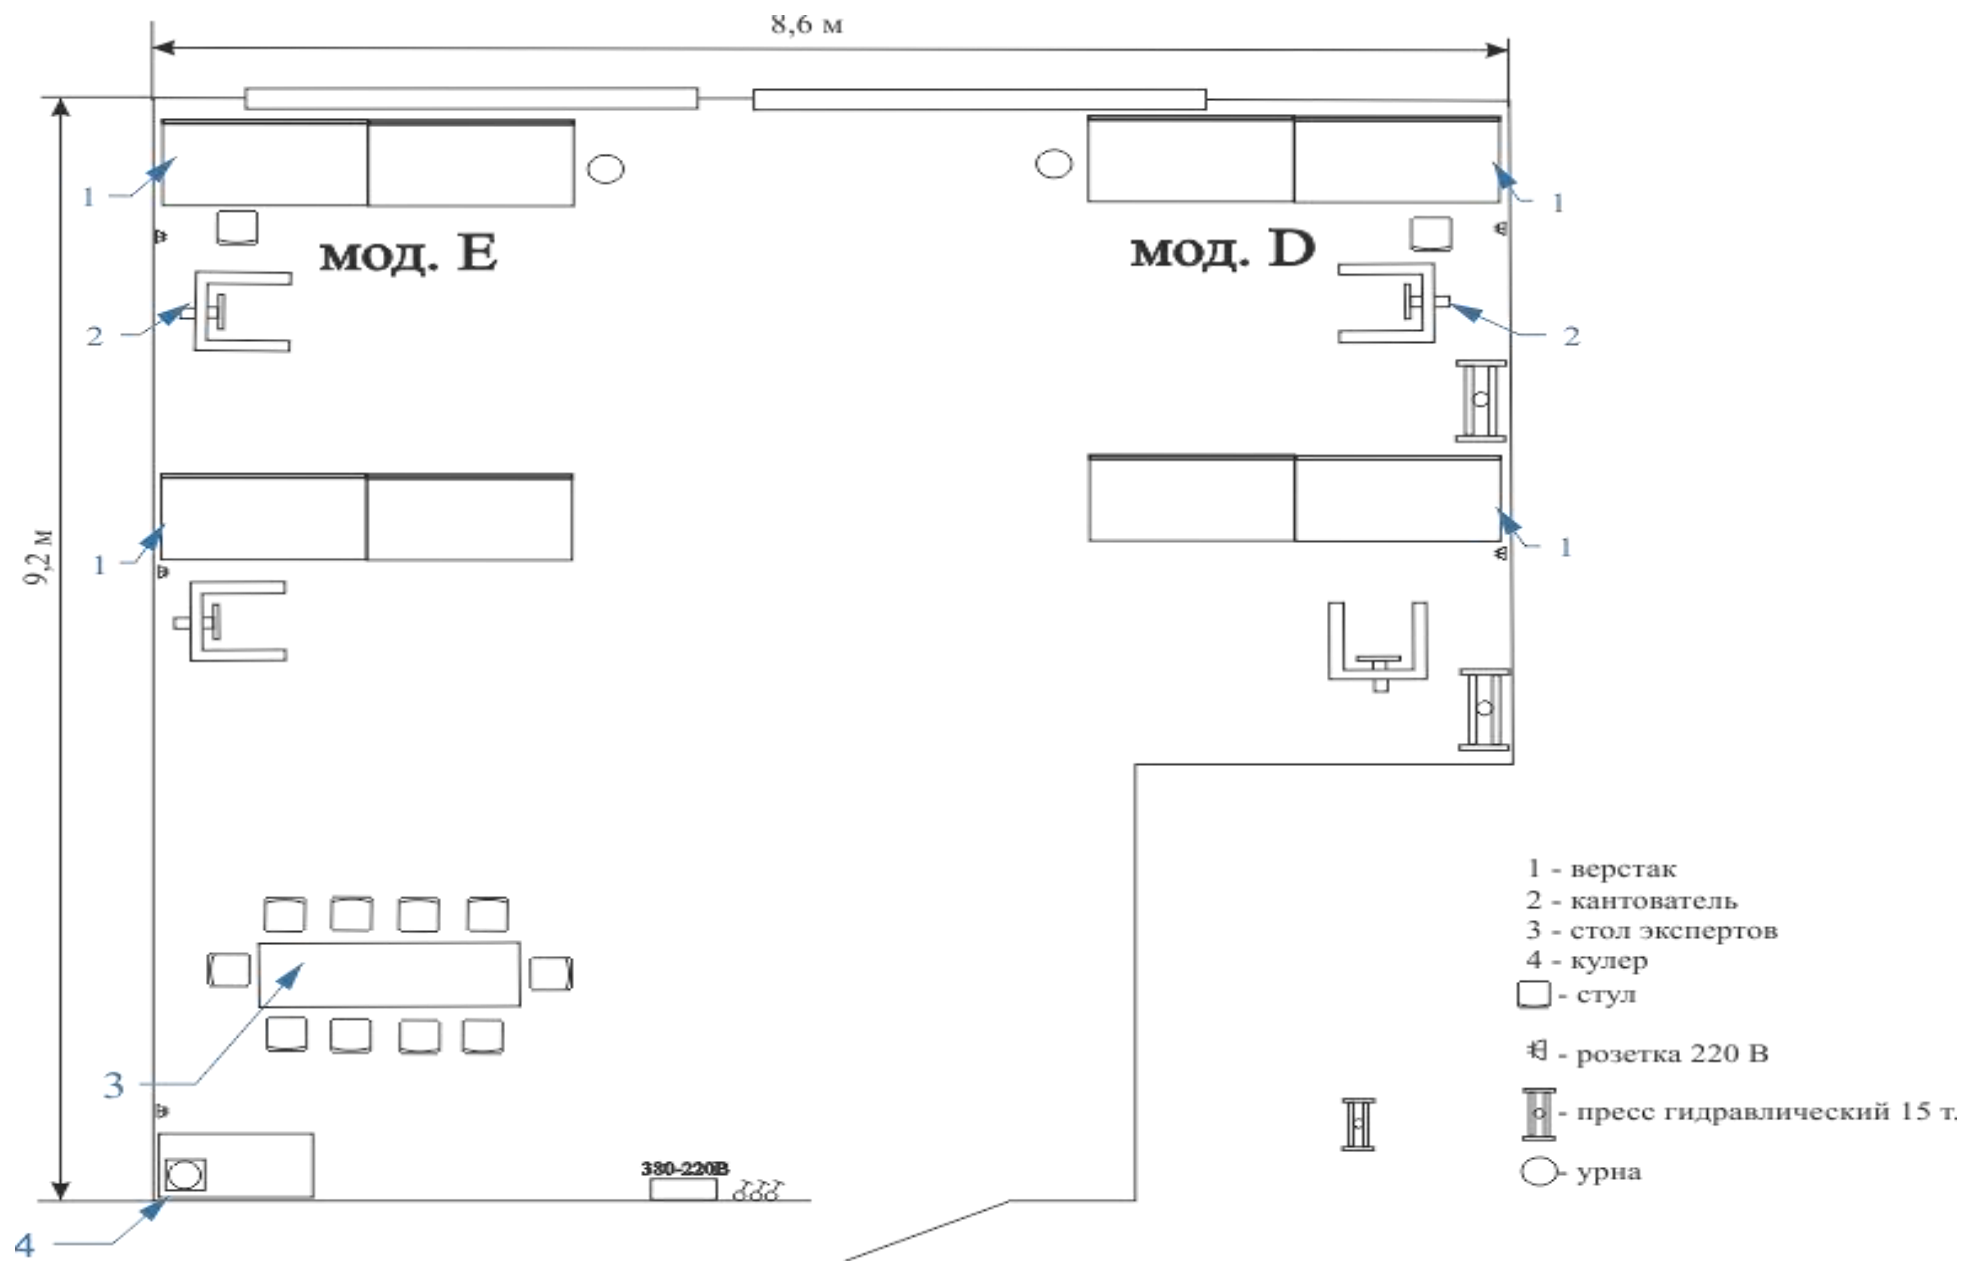 8,6 м
1
1
мод. E
мод. D
2
2
9,2 м
1
1
1 - верстак
2 - кантователь
3 - стол экспертов
4 - кулер
- стул
- розетка 220 В
3
- пресс гидравлический 15 т.
380-220В
- урна
4